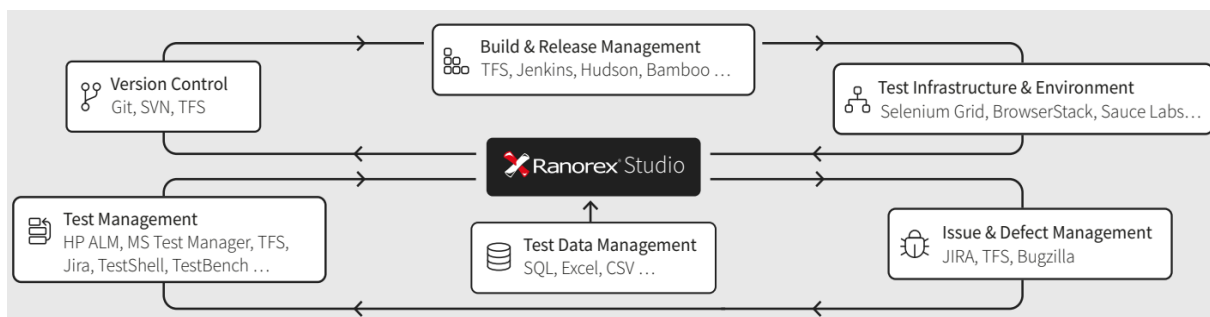 Build & Release Management
TFS, Jenkins, Hudson, Bamboo …
Version Control
Git, SVN, TFS
Test Infrastructure & Environment
Selenium Grid, BrowserStack, Sauce Labs…
Ranorex® Studio
Test Management
HP ALM, MS Test Manager, TFS,
Jira, TestShell, TestBench …
Test Data Management
SQL, Excel, CSV …
Issue & Defect Management
JIRA, TFS, Bugzilla